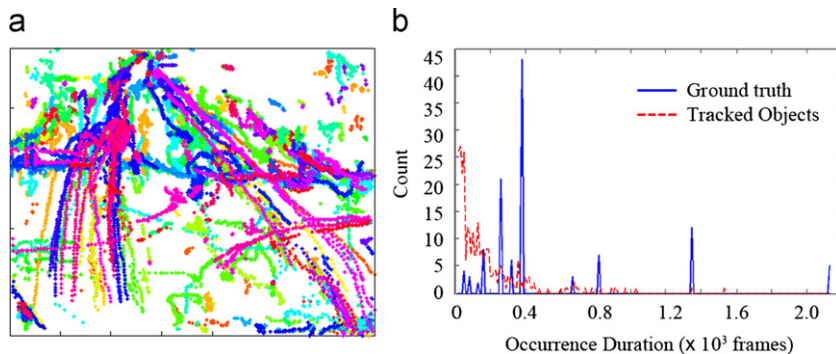 a
b
45
40
35
30
25
20
15
10
5
0
Count
Ground truth
Tracked Objects
0 0.4 0.8 1.2 1.6 2.0
Occurrence Duration (x 10³ frames)